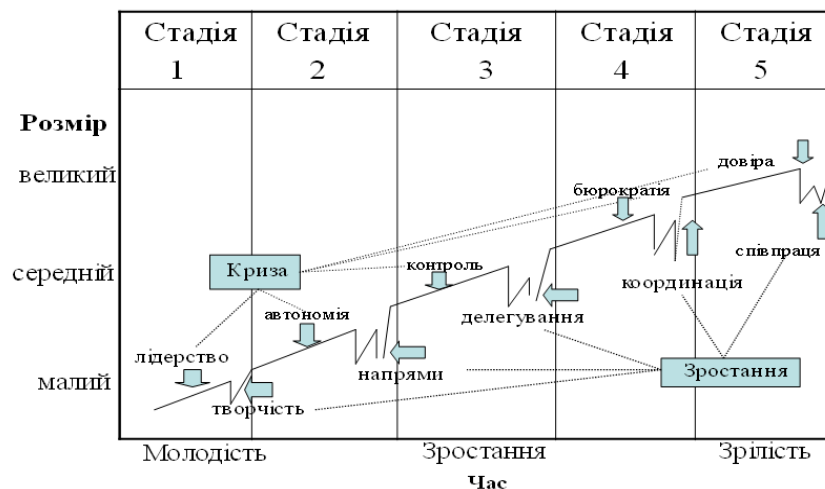 Стадія
1
Стадія
2
Стадія
3
Стадія
4
Стадія
5
Розмір
великий
середній
малий
довіра
бюрократія
співпраця
Криза
контроль
координація
автономія
делегування
лідерство
напрями
Зростання
творчість
Молодість
Зростання
Зрілість
Час